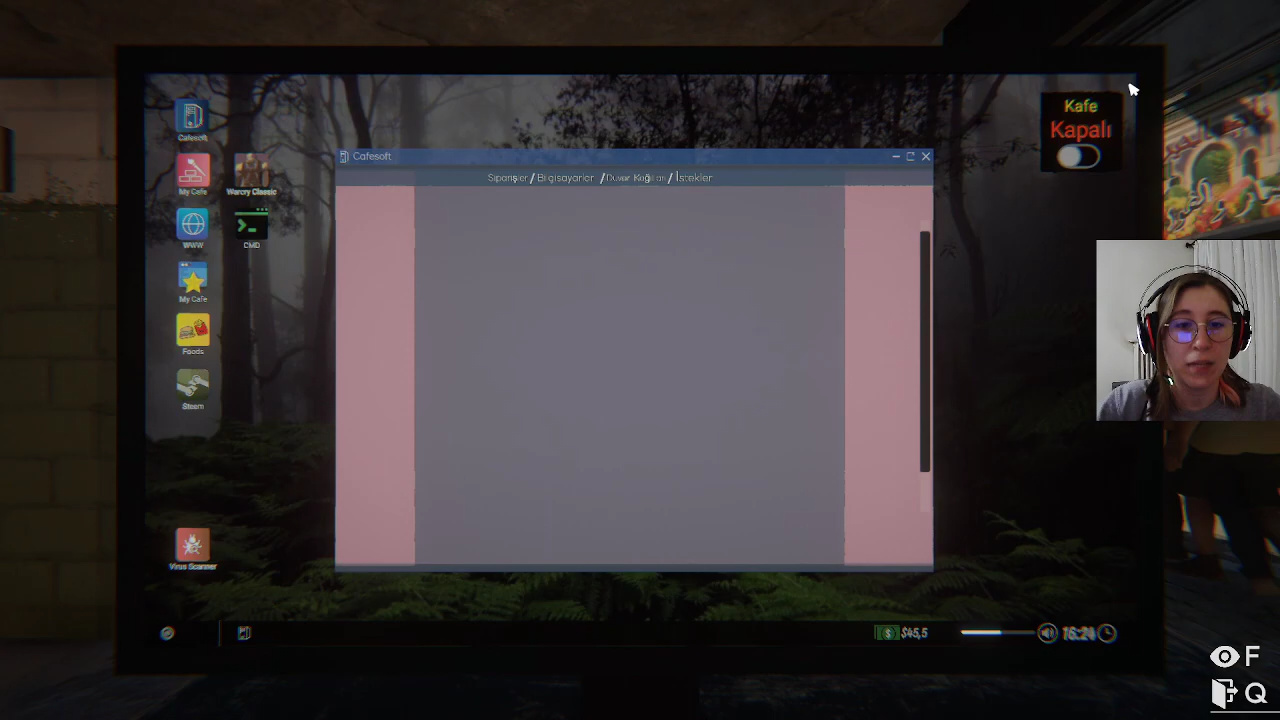 Kafe
Kapalı
Cafesoft
Cafesoft
Siparişler / Bilgisayarlar / Duvar Kağıtları / İstekler
My Cafe
Warcry Classic
WWW
CMD
My Cafe
Foods
Steam
Virus Scanner
$45,5
F
Q